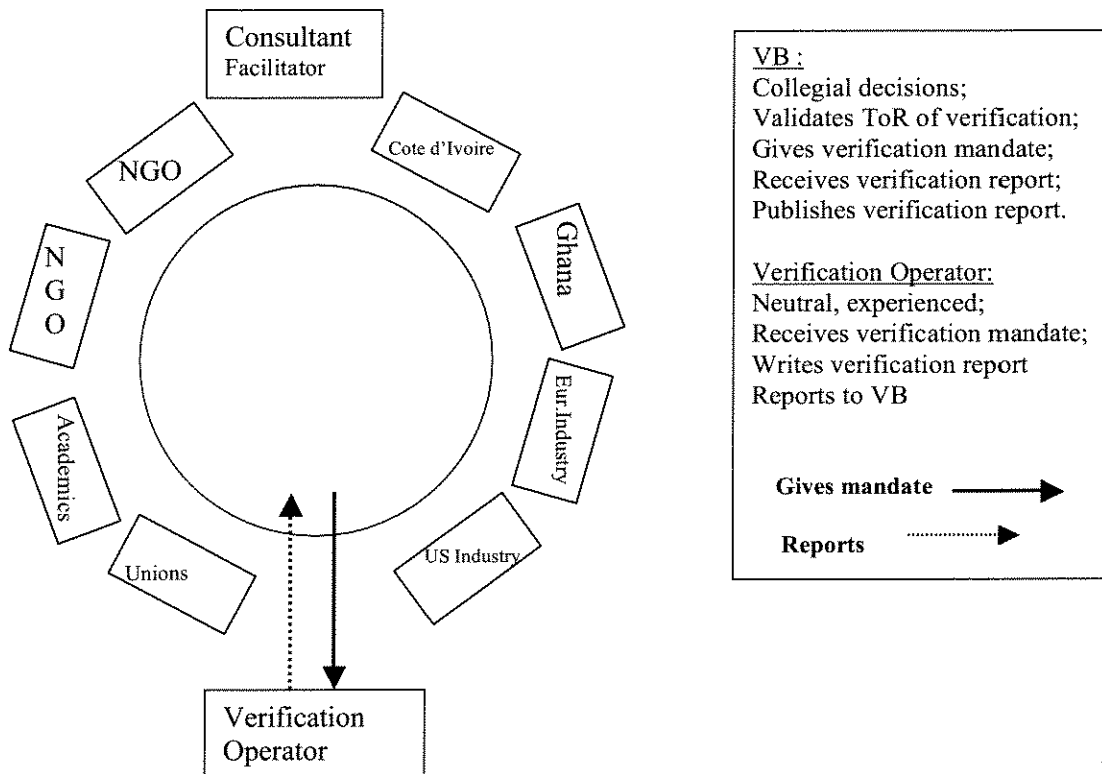 Consultant
Facilitator
Cote d'Ivoire
Ghana
Eur.Industry
US Industry
Unions
Academics
N
G
O
NGO
Verification
Operator
VB :
Collegial decisions;
Validates ToR of verification;
Gives verification mandate;
Receives verification report;
Publishes verification report.
Verification Operator:
Neutral, experienced;
Receives verification mandate;
Writes verification report
Reports to VB
Gives mandate
Reports